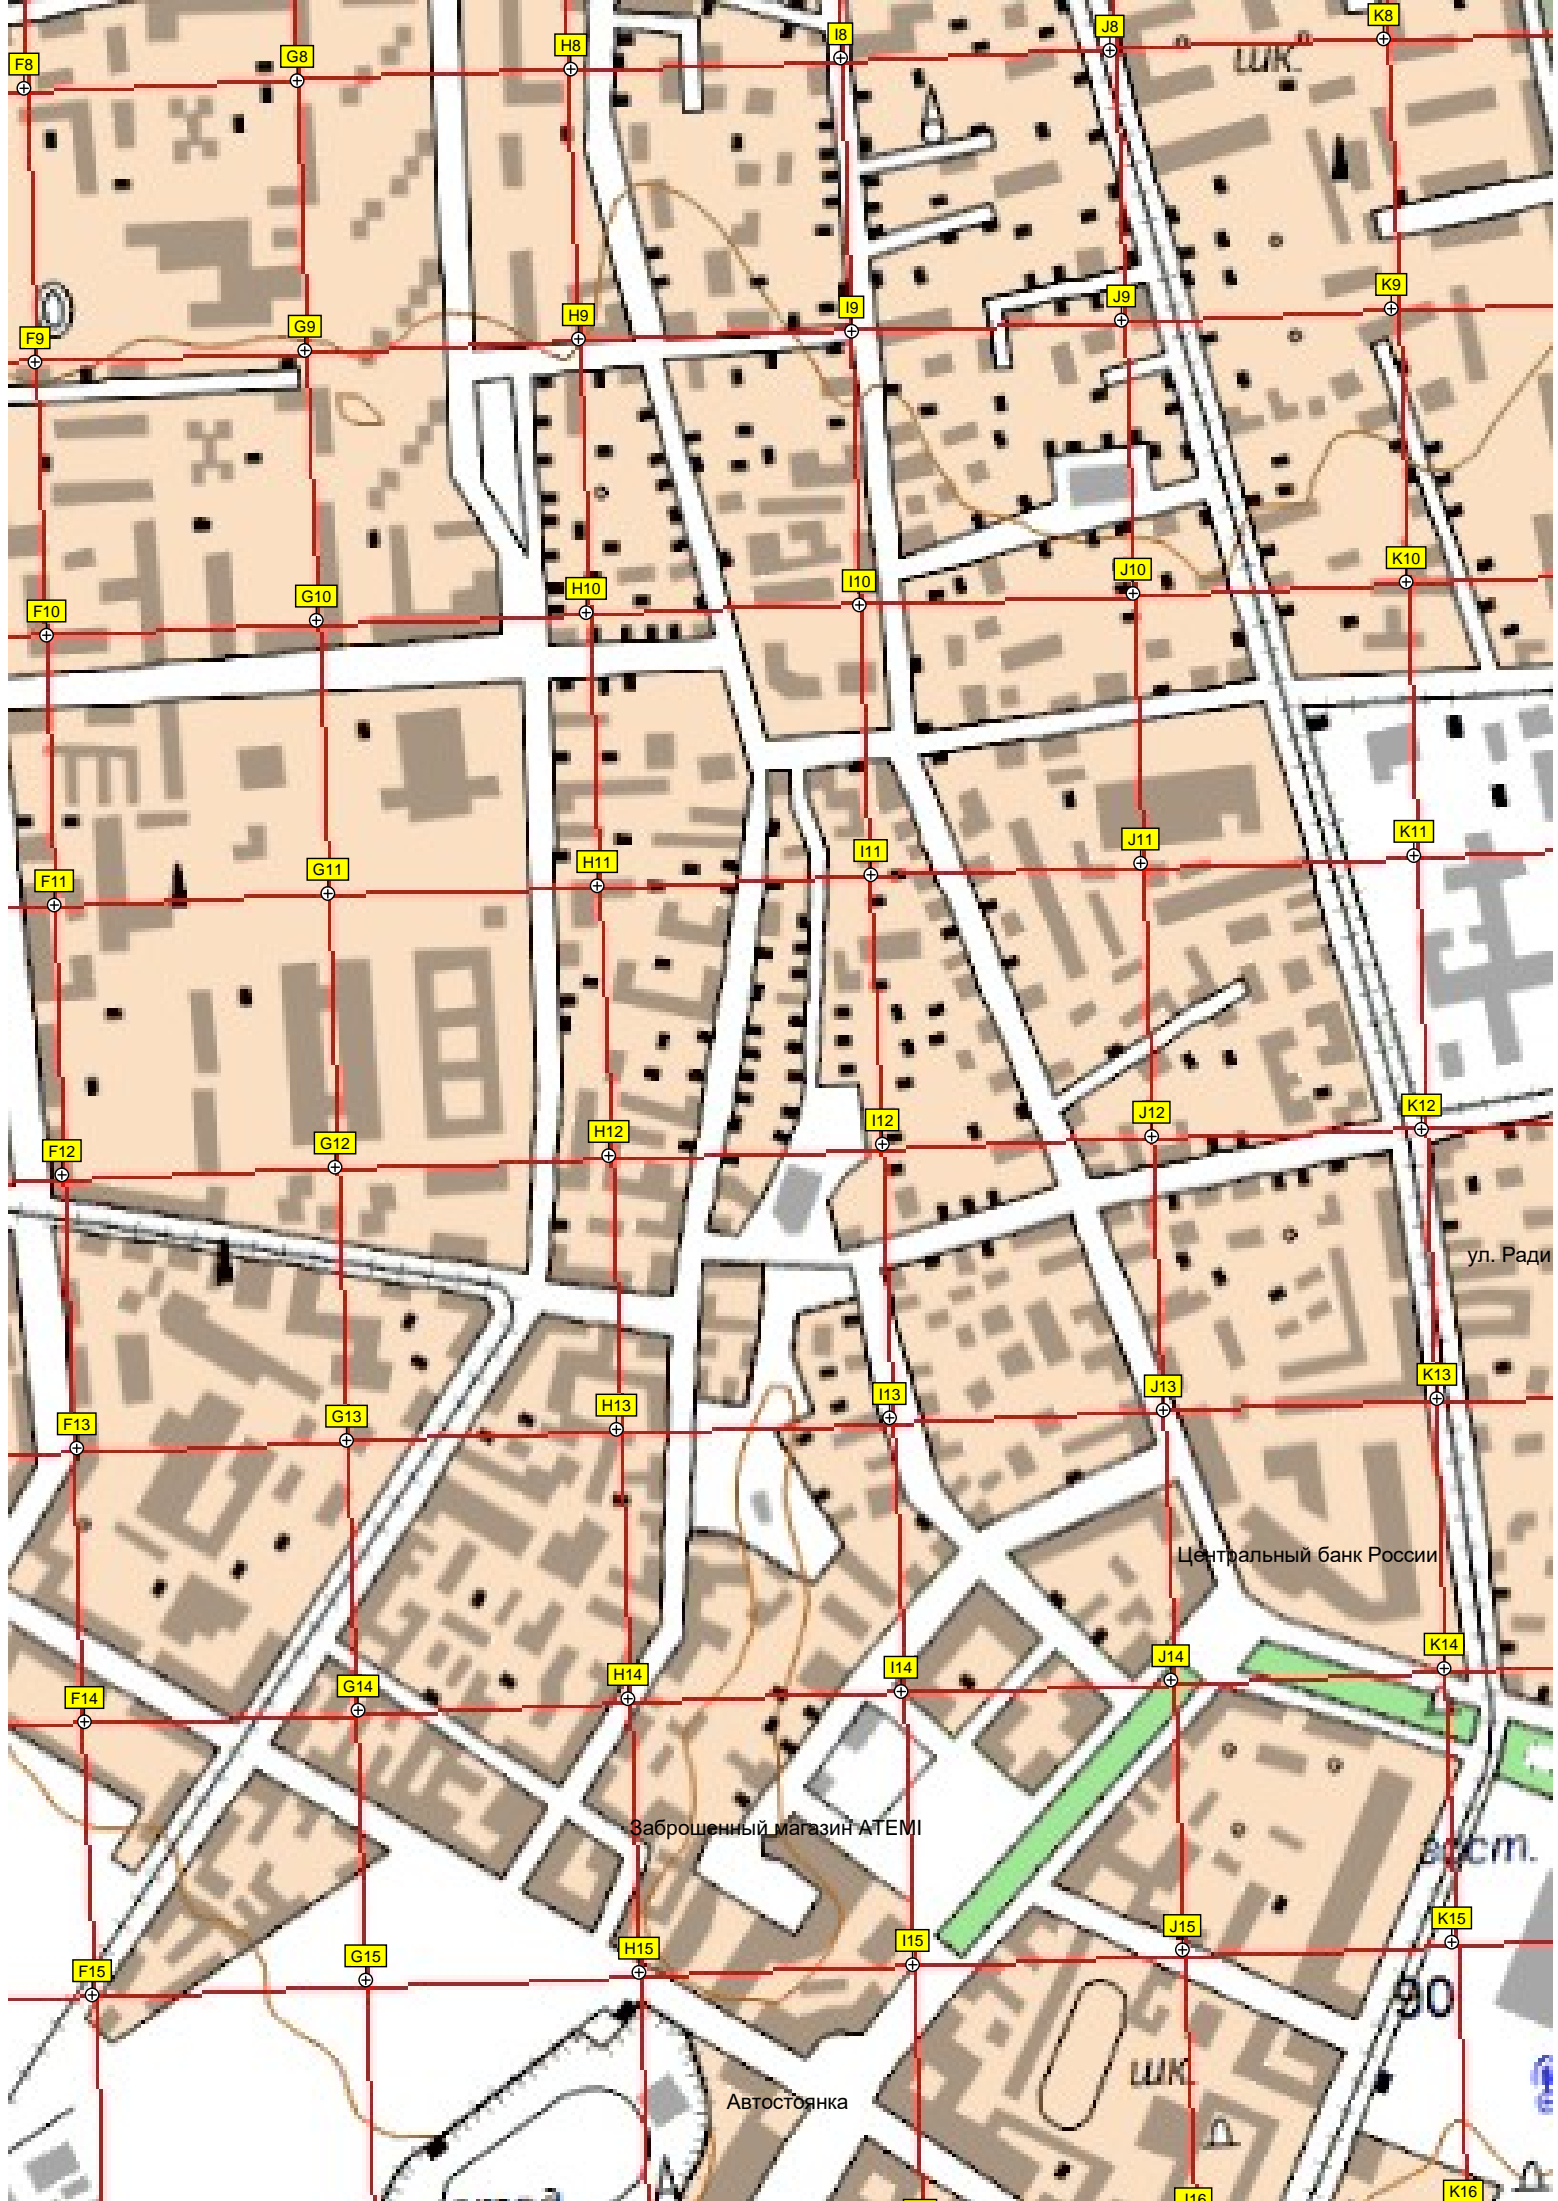 F8 G8 H8 I8 J8 K8
шк.
F9 G9 H9 I9 J9 K9
F10 G10 H10 I10 J10 K10
F11 G11 H11 I11 J11 K11
F12 G12 H12 I12 J12 K12
ул. Ради
F13 G13 H13 I13 J13 K13
Центральный банк России
F14 G14 H14 I14 J14 K14
Заброшенный магазин ATEMI
F15 G15 H15 I15 J15 K15
90
шк.
Автостоянка
J16 K16